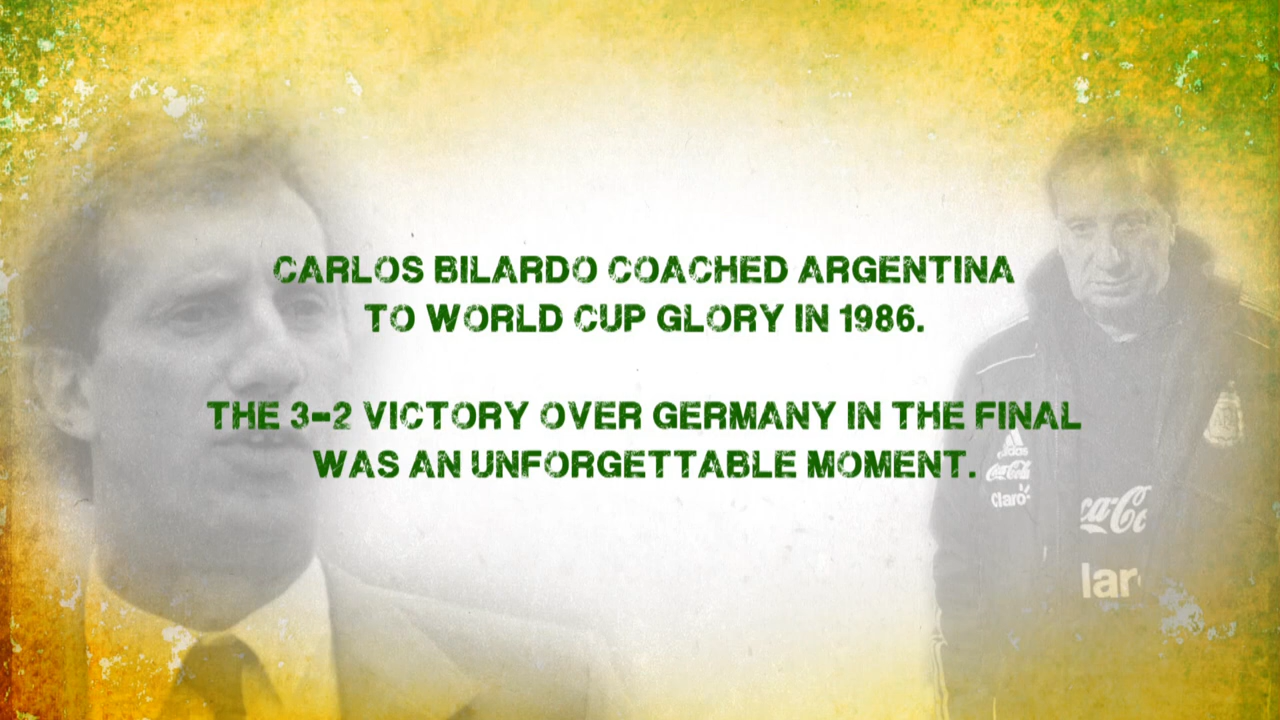 CARLOS BILARDO COACHED ARGENTINA
TO WORLD CUP GLORY IN 1986.
THE 3-2 VICTORY OVER GERMANY IN THE FINAL
WAS AN UNFORGETTABLE MOMENT.
adidas
Coca-Cola
Claro
ca-Co
lar